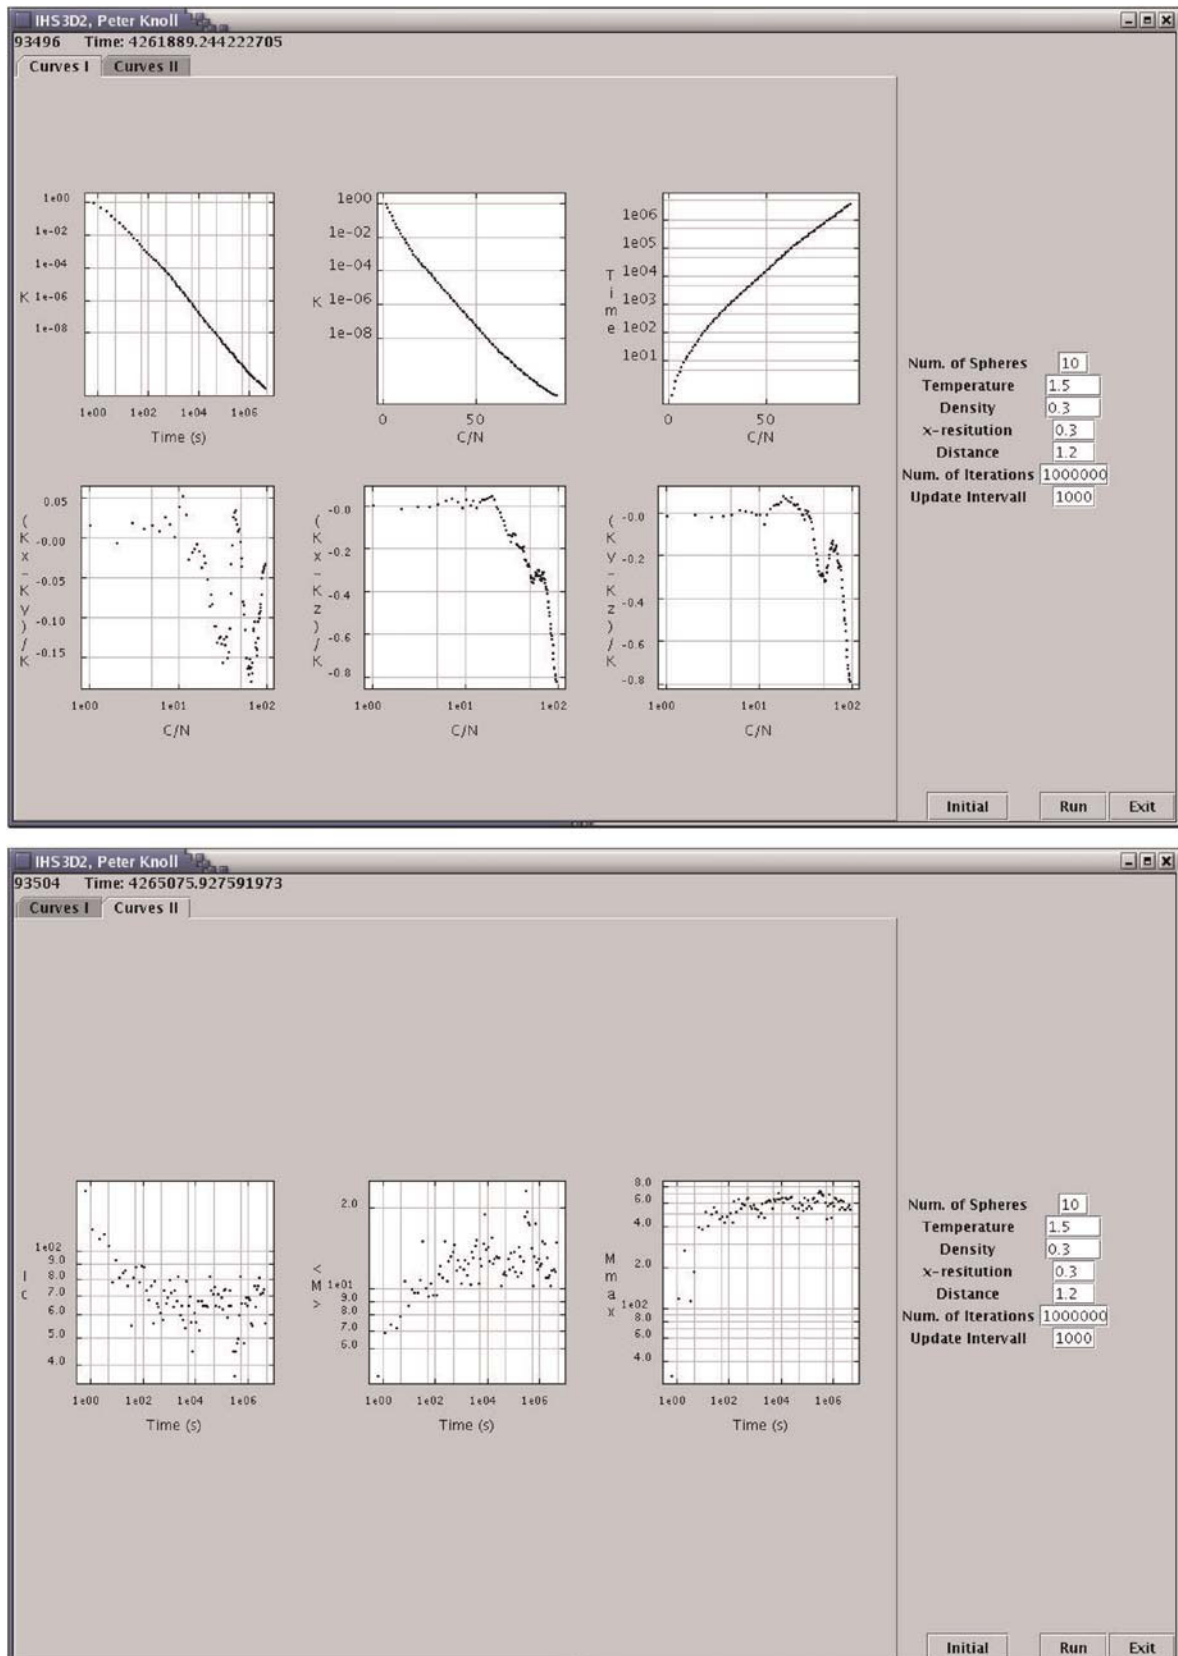 IHS3D2, Peter Knoll
93496 Time: 4261889.244222705
Curves I Curves II
1e00
1e-02
1e-04
K 1e-06
1e-08
1e00 1e02 1e04 1e06
Time (s)
1e00
1e-02
1e-04
K 1e-06
1e-08
0 50
C/N
1e06
1e05
1e04
1e03
1e02
1e01
Time
0 50
C/N
0.05
-0.00
-0.05
-0.10
-0.15
(Kx-Ky)/K
1e00 1e01 1e02
C/N
-0.0
-0.2
-0.4
-0.6
-0.8
(Kx-Kz)/K
1e00 1e01 1e02
C/N
-0.0
-0.2
-0.4
-0.6
-0.8
(Ky-Kz)/K
1e00 1e01 1e02
C/N
Num. of Spheres 10
Temperature 1.5
Density 0.3
x-resitution 0.3
Distance 1.2
Num. of Iterations 1000000
Update Intervall 1000
Initial Run Exit
IHS3D2, Peter Knoll
93504 Time: 4265075.927591973
Curves I Curves II
1e02
9.0
8.0
7.0
6.0
5.0
4.0
1e00 1e02 1e04 1e06
Time (s)
2.0
1e01
9.0
8.0
7.0
6.0
<M>
1e00 1e02 1e04 1e06
Time (s)
8.0
6.0
4.0
2.0
1e02
8.0
6.0
4.0
Mmax
1e00 1e02 1e04 1e06
Time (s)
Num. of Spheres 10
Temperature 1.5
Density 0.3
x-resitution 0.3
Distance 1.2
Num. of Iterations 1000000
Update Intervall 1000
Initial Run Exit